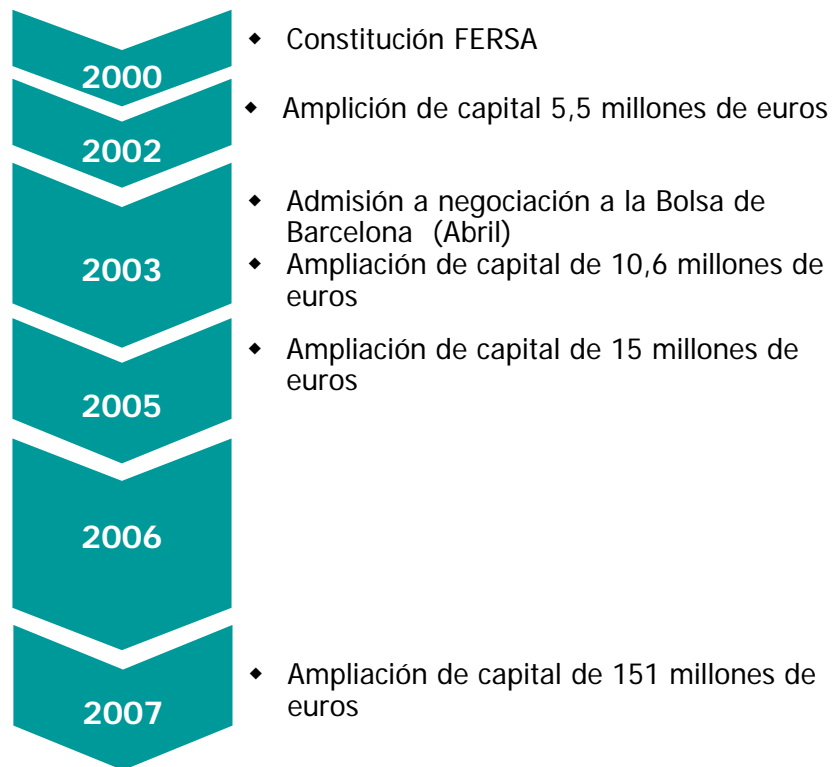 2000
◆ Constitución FERSA
2002
◆ Amplición de capital 5,5 millones de euros
2003
◆ Admisión a negociación a la Bolsa de
Barcelona (Abril)
◆ Ampliación de capital de 10,6 millones de
euros
2005
◆ Ampliación de capital de 15 millones de
euros
2006
2007
◆ Ampliación de capital de 151 millones de
euros